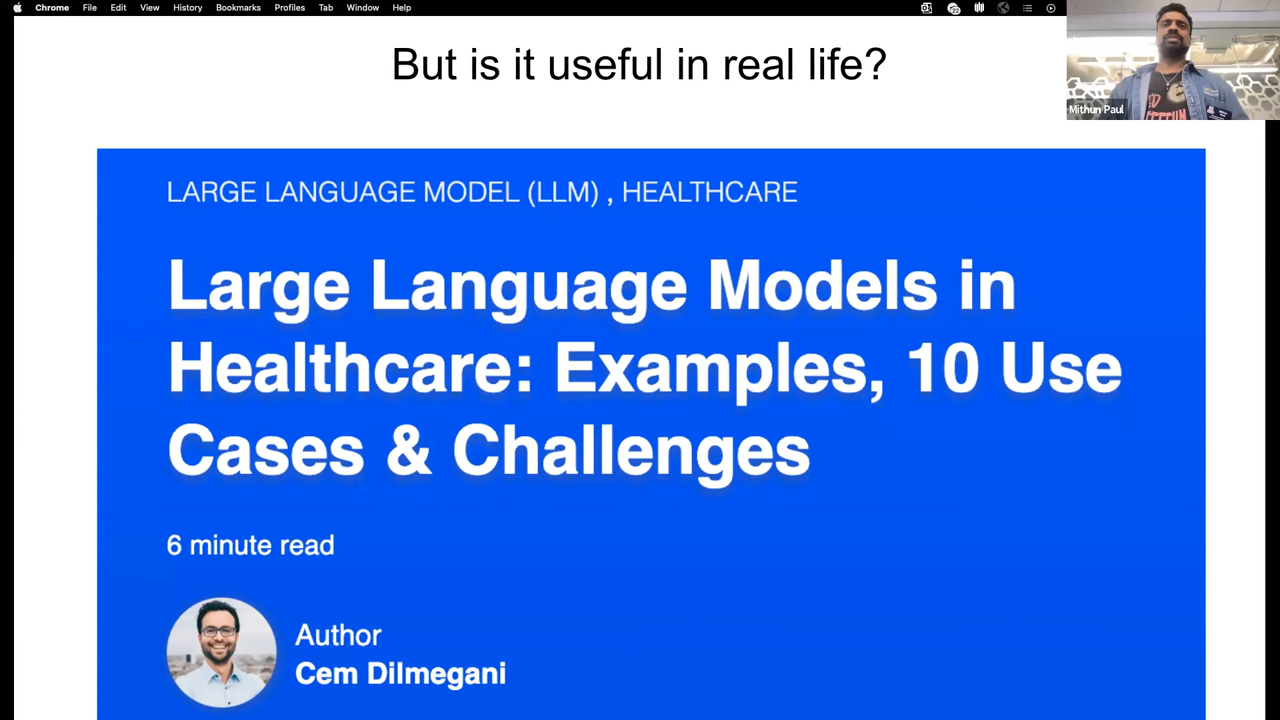 Chrome File Edit View History Bookmarks Profiles Tab Window Help
But is it useful in real life?
Mithun Paul
LARGE LANGUAGE MODEL (LLM) , HEALTHCARE
Large Language Models in
Healthcare: Examples, 10 Use
Cases & Challenges
6 minute read
Author
Cem Dilmegani